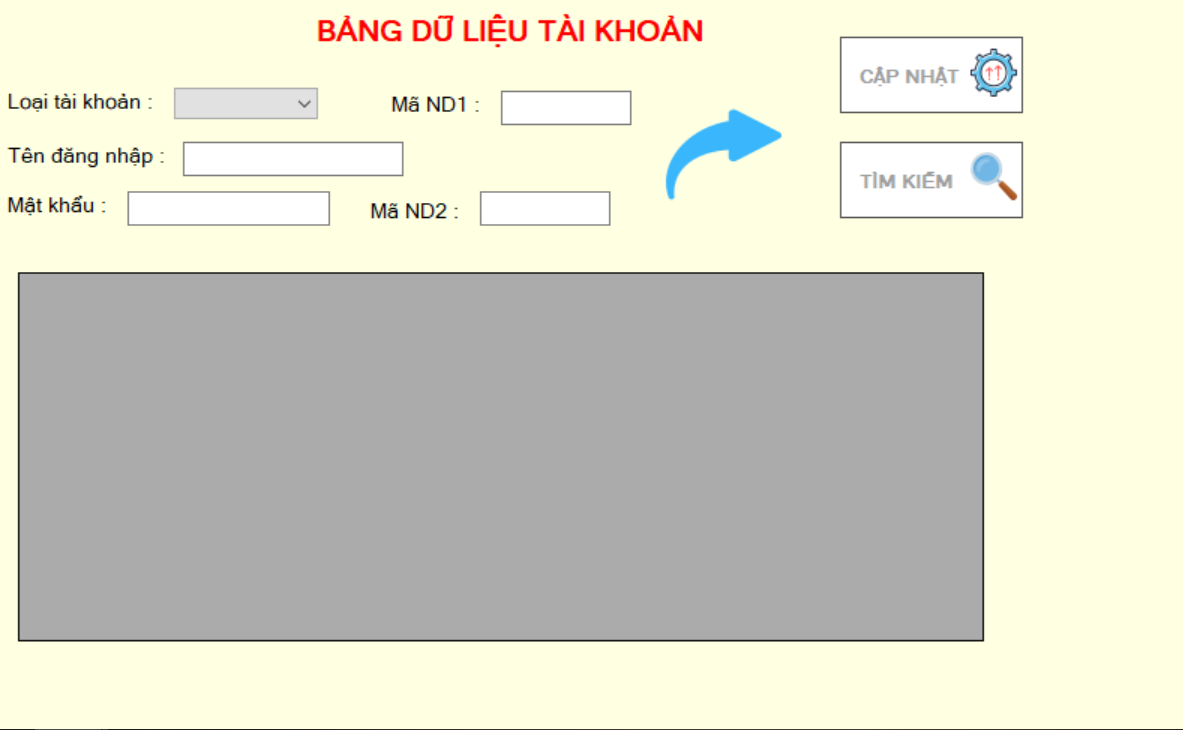 BẢNG DỮ LIỆU TÀI KHOẢN
CẬP NHẬT
Loại tài khoản :
Mã ND1 :
Tên đăng nhập :
TÌM KIẾM
Mật khẩu :
Mã ND2 :